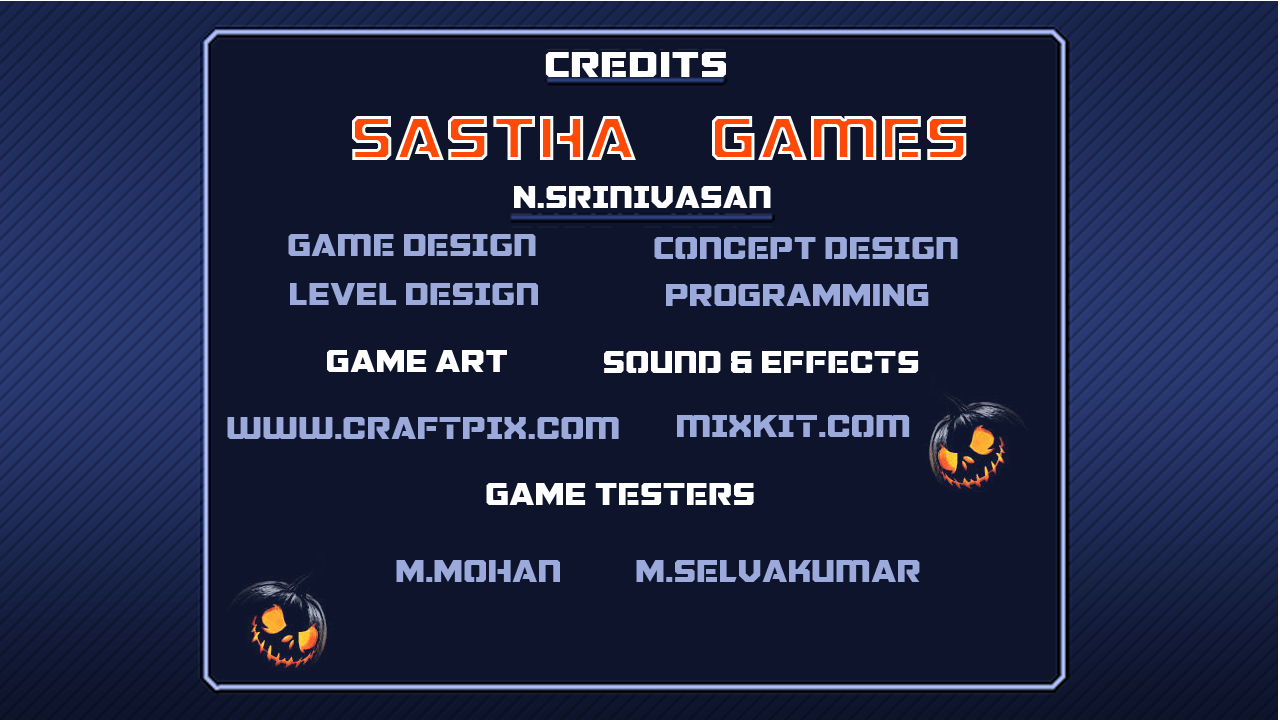 CREDITS
SASTHA GAMES
N.SRINIVASAN
GAME DESIGN CONCEPT DESIGN
LEVEL DESIGN PROGRAMMING
GAME ART SOUND & EFFECTS
WWW.CRAFTPIX.COM MIXKIT.COM
GAME TESTERS
M.MOHAN M.SELVAKUMAR